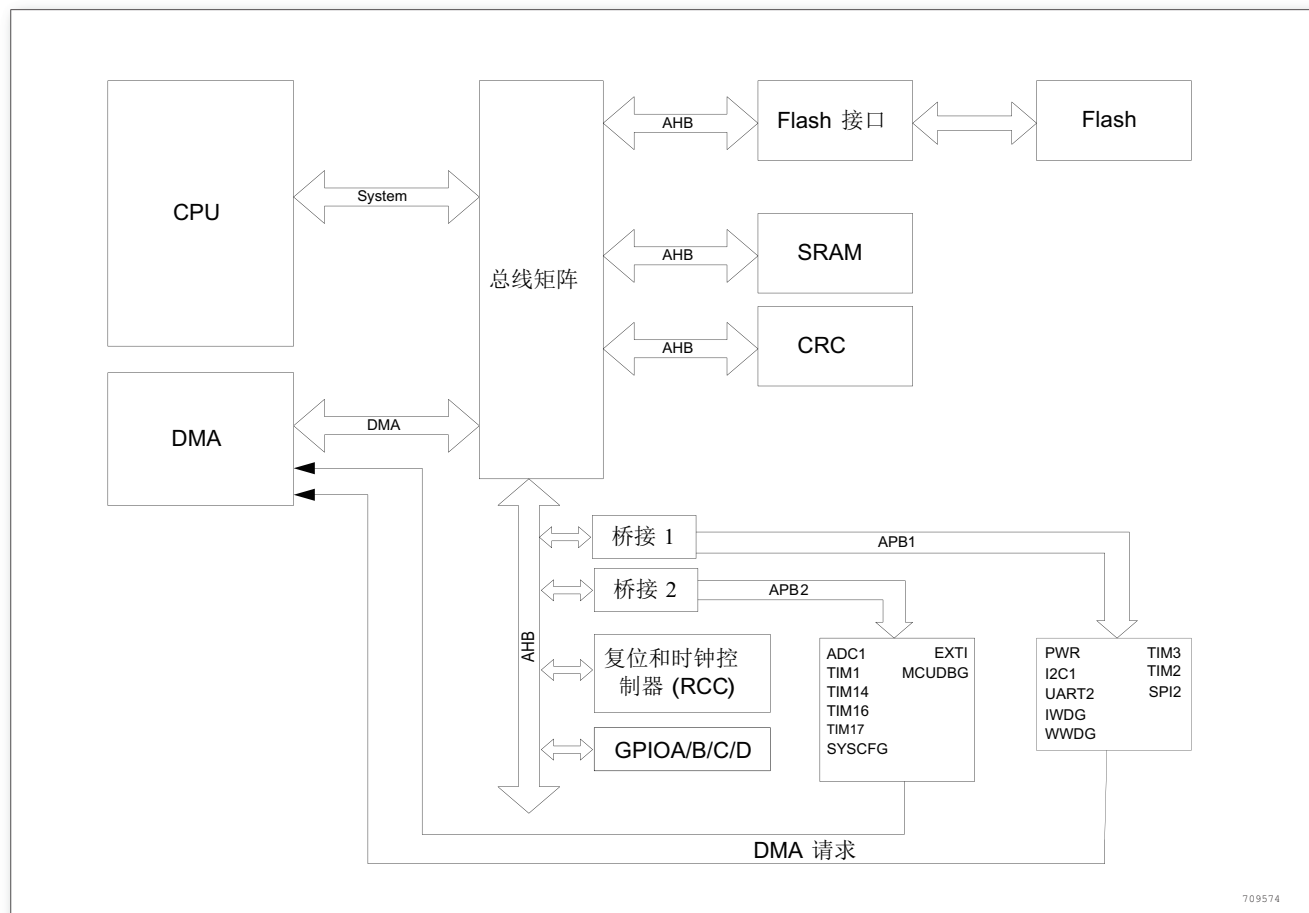 CPU
System
总线矩阵
AHB
Flash 接口
Flash
AHB
SRAM
AHB
CRC
DMA
DMA
AHB
桥接 1
APB1
桥接 2
APB2
复位和时钟控
制器 (RCC)
GPIOA/B/C/D
ADC1 EXTI
TIM1 MCUDBG
TIM14
TIM16
TIM17
SYSCFG
PWR TIM3
I2C1 TIM2
UART2 SPI2
IWDG
WWDG
DMA 请求
709574